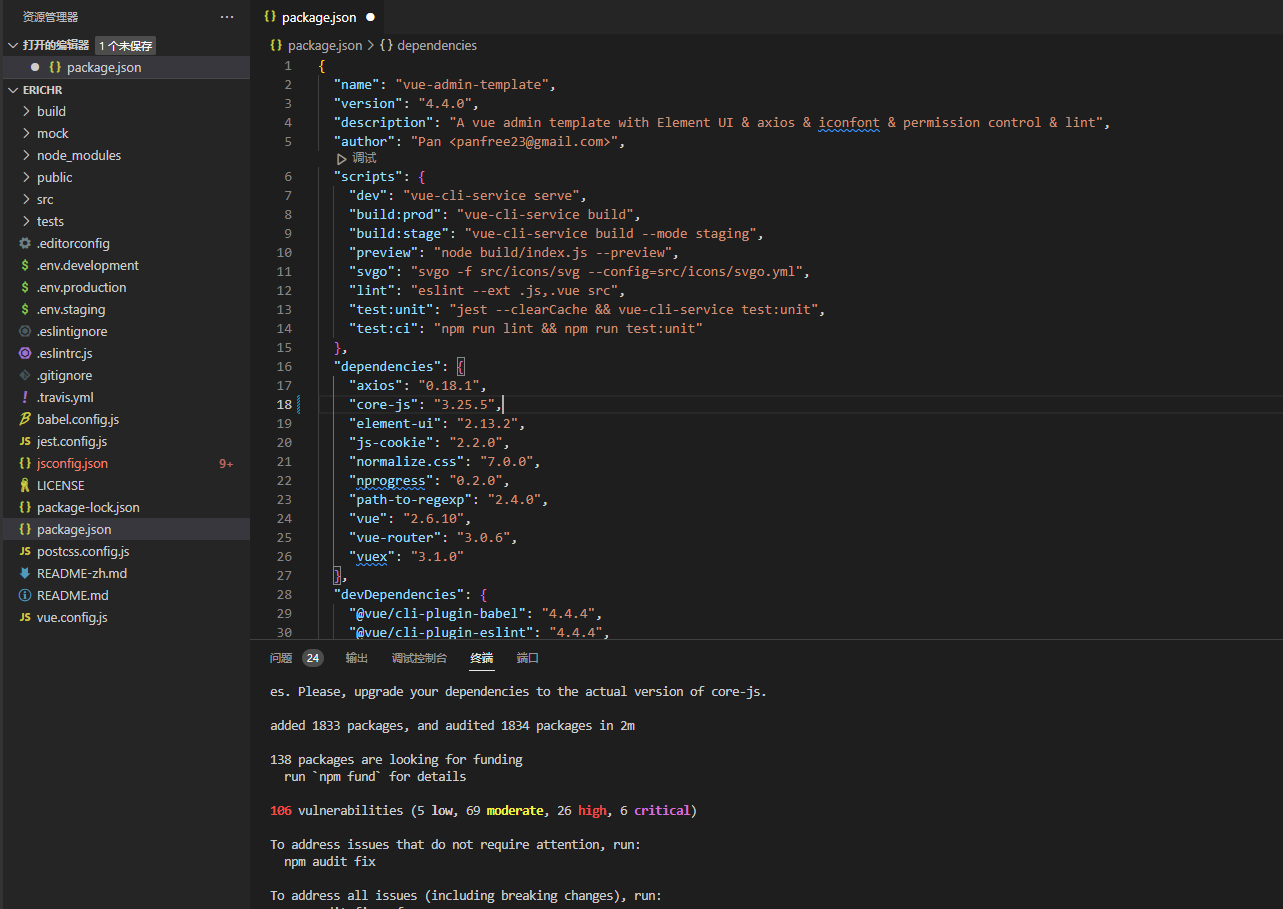 资源管理器
打开的编辑器 1 个未保存
package.json
ERICHR
build
mock
node_modules
public
src
tests
.editorconfig
.env.development
.env.production
.env.staging
.eslintignore
.eslintrc.js
.gitignore
.travis.yml
babel.config.js
jest.config.js
jsconfig.json 9+
LICENSE
package-lock.json
package.json
postcss.config.js
README-zh.md
README.md
vue.config.js
package.json
package.json > {} dependencies
1 {
2 "name": "vue-admin-template",
3 "version": "4.4.0",
4 "description": "A vue admin template with Element UI & axios & iconfont & permission control & lint",
5 "author": "Pan <panfree23@gmail.com>",
调试
6 "scripts": {
7 "dev": "vue-cli-service serve",
8 "build:prod": "vue-cli-service build",
9 "build:stage": "vue-cli-service build --mode staging",
10 "preview": "node build/index.js --preview",
11 "svgo": "svgo -f src/icons/svg --config=src/icons/svgo.yml",
12 "lint": "eslint --ext .js,.vue src",
13 "test:unit": "jest --clearCache && vue-cli-service test:unit",
14 "test:ci": "npm run lint && npm run test:unit"
15 },
16 "dependencies": {
17 "axios": "0.18.1",
18 "core-js": "3.25.5",
19 "element-ui": "2.13.2",
20 "js-cookie": "2.2.0",
21 "normalize.css": "7.0.0",
22 "nprogress": "0.2.0",
23 "path-to-regexp": "2.4.0",
24 "vue": "2.6.10",
25 "vue-router": "3.0.6",
26 "vuex": "3.1.0"
27 },
28 "devDependencies": {
29 "@vue/cli-plugin-babel": "4.4.4",
30 "@vue/cli-plugin-eslint": "4.4.4",
问题 24 输出 调试控制台 终端 端口
es. Please, upgrade your dependencies to the actual version of core-js.
added 1833 packages, and audited 1834 packages in 2m
138 packages are looking for funding
run `npm fund` for details
106 vulnerabilities (5 low, 69 moderate, 26 high, 6 critical)
To address issues that do not require attention, run:
npm audit fix
To address all issues (including breaking changes), run: